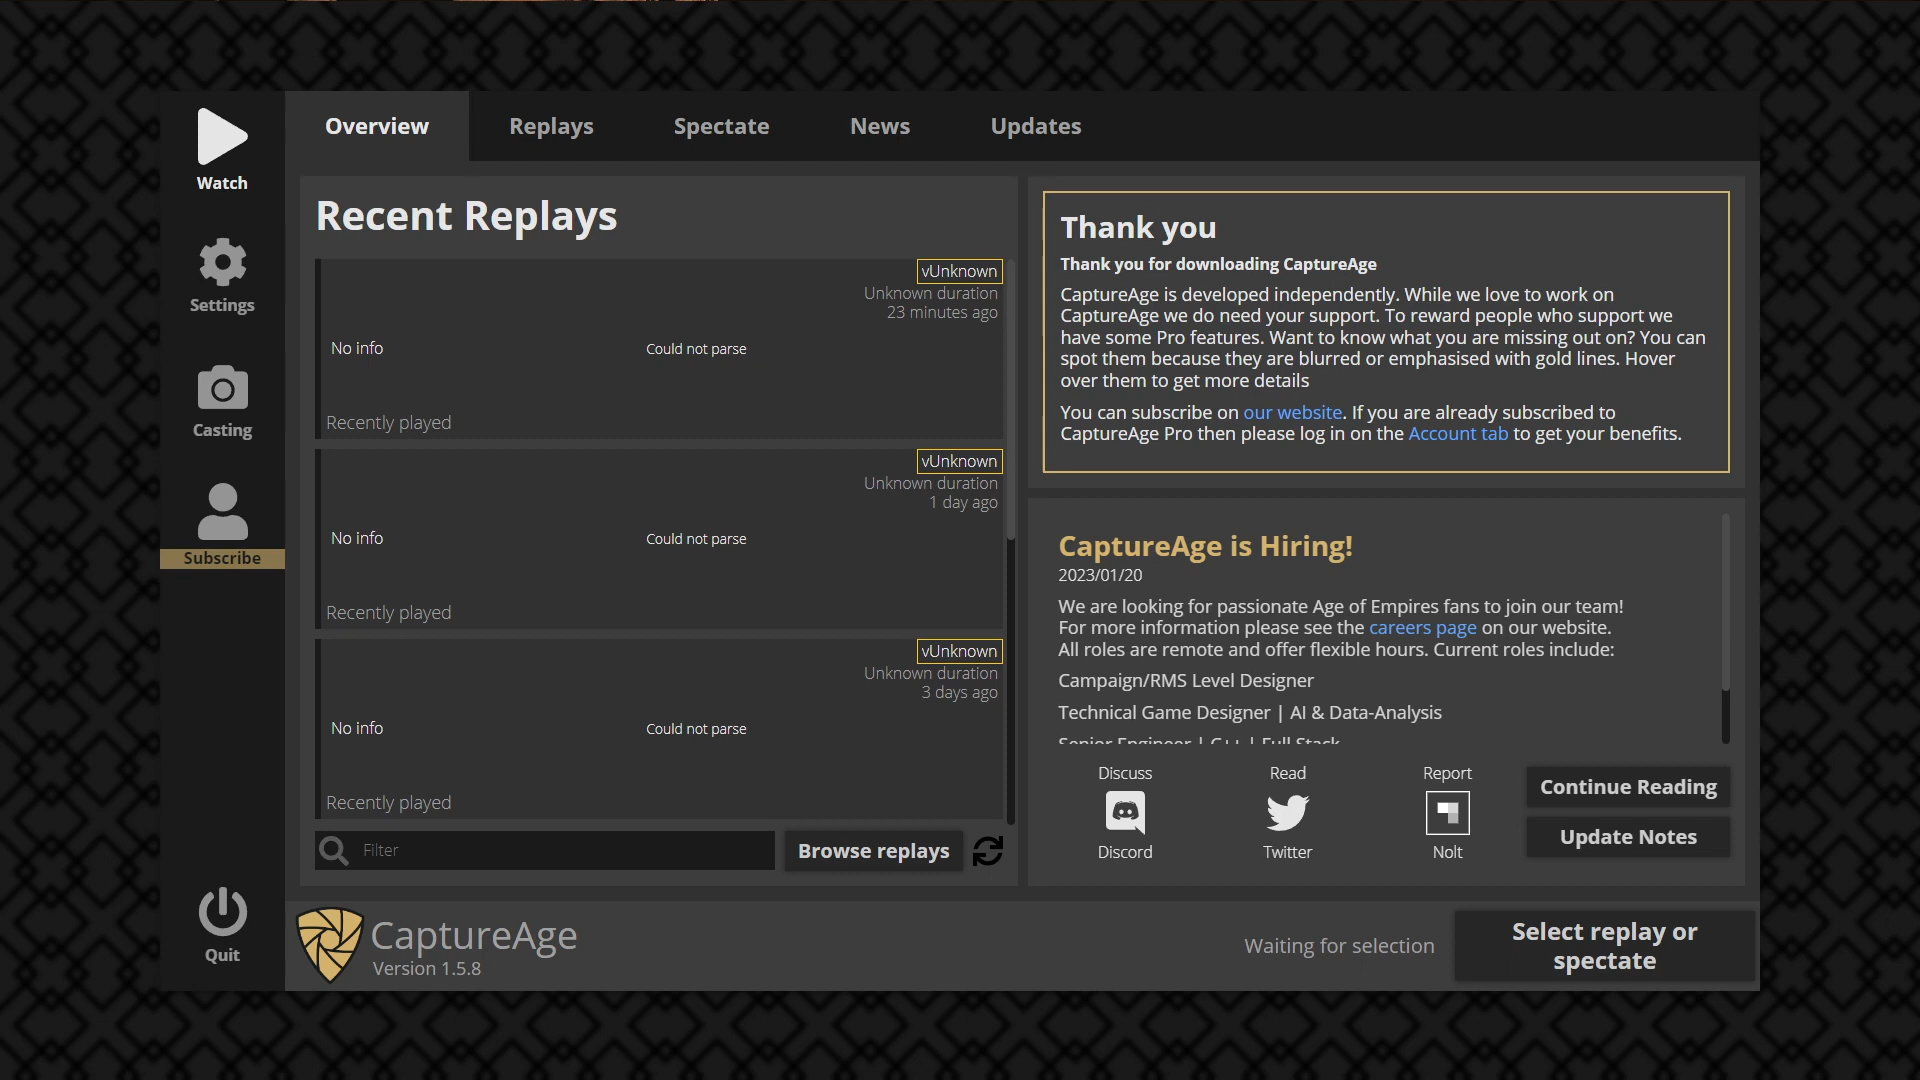 Overview
Replays
Spectate
News
Updates
Watch
Settings
Casting
Subscribe
Quit
Recent Replays
vUnknown
Unknown duration
23 minutes ago
No info
Could not parse
Recently played
vUnknown
Unknown duration
1 day ago
No info
Could not parse
Recently played
vUnknown
Unknown duration
3 days ago
No info
Could not parse
Recently played
Filter
Browse replays
Thank you
Thank you for downloading CaptureAge
CaptureAge is developed independently. While we love to work on
CaptureAge we do need your support. To reward people who support we
have some Pro features. Want to know what you are missing out on? You can
spot them because they are blurred or emphasised with gold lines. Hover
over them to get more details
You can subscribe on our website. If you are already subscribed to
CaptureAge Pro then please log in on the Account tab to get your benefits.
CaptureAge is Hiring!
2023/01/20
We are looking for passionate Age of Empires fans to join our team!
For more information please see the careers page on our website.
All roles are remote and offer flexible hours. Current roles include:
Campaign/RMS Level Designer
Technical Game Designer | AI & Data-Analysis
Senior Engineer | C++ | Full Stack
Discuss
Discord
Read
Twitter
Report
Nolt
Continue Reading
Update Notes
CaptureAge
Version 1.5.8
Waiting for selection
Select replay or
spectate